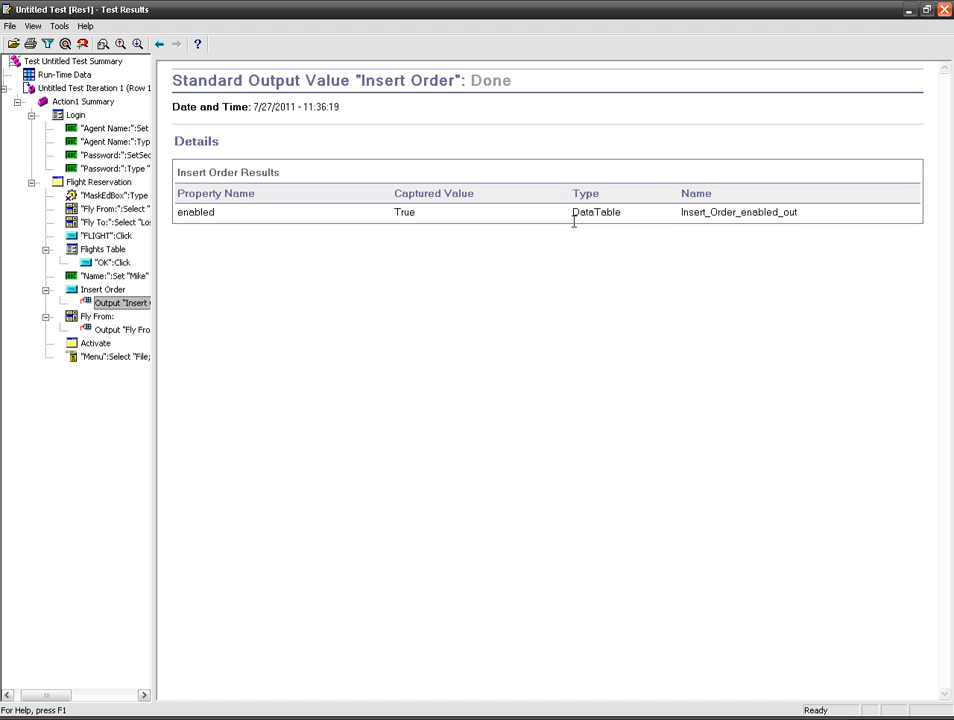 Untitled Test [Res1] - Test Results
File View Tools Help
Test Untitled Test Summary
Run-Time Data
Untitled Test Iteration 1 (Row 1
Action1 Summary
Login
"Agent Name:":Set
"Agent Name:":Typ
"Password:":SetSec
"Password:":Type "
Flight Reservation
"MaskEdBox":Type
"Fly From:":Select "
"Fly To:":Select "Lo
"FLIGHT":Click
Flights Table
"OK":Click
"Name:":Set "Mike"
Insert Order
Output "Insert
Fly From:
Output "Fly Fro
Activate
"Menu":Select "File;
Standard Output Value "Insert Order": Done
Date and Time: 7/27/2011 - 11:36:19
Details
Insert Order Results
Property Name Captured Value Type Name
enabled True DataTable Insert_Order_enabled_out
For Help, press F1 Ready